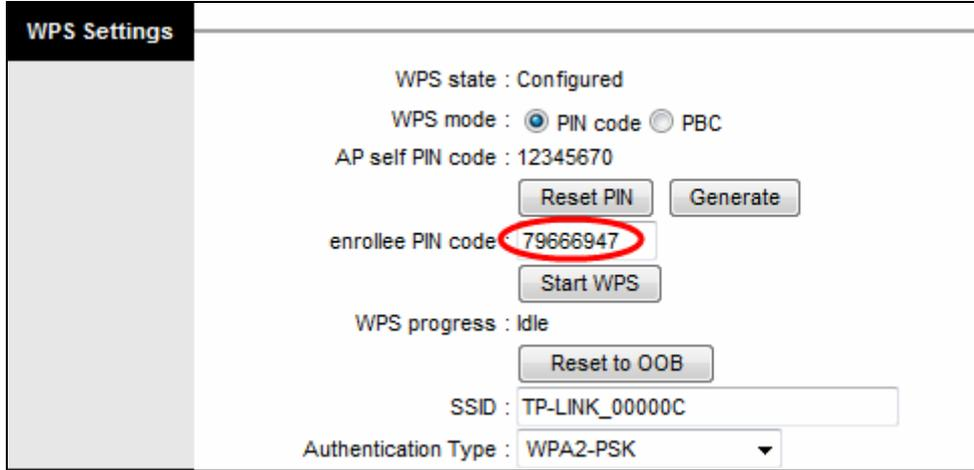 WPS Settings
WPS state : Configured
WPS mode : PIN code PBC
AP self PIN code : 12345670
Reset PIN Generate
enrollee PIN code : 79666947
Start WPS
WPS progress : Idle
Reset to OOB
SSID : TP-LINK_00000C
Authentication Type : WPA2-PSK